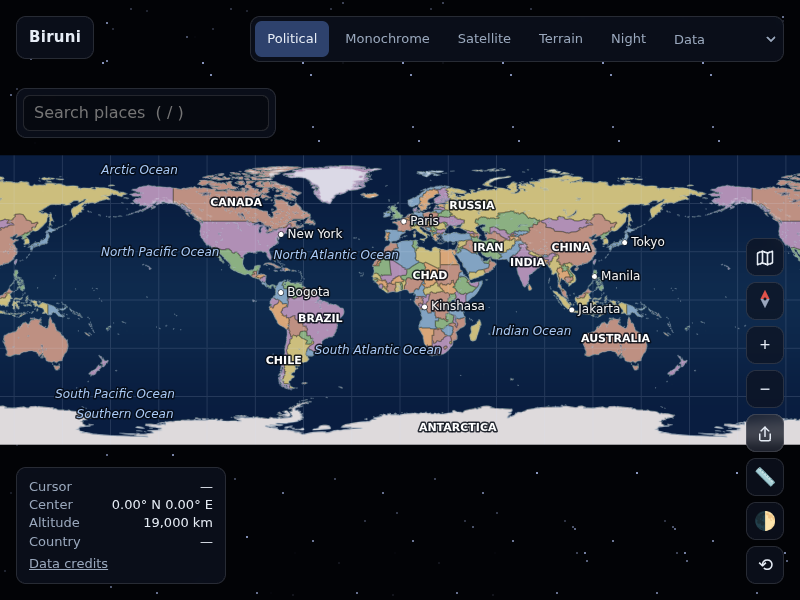 Biruni
Political Monochrome Satellite Terrain Night Data
Search places ( / )
Arctic Ocean
CANADA
RUSSIA
Paris
New York
Tokyo
North Pacific Ocean
North Atlantic Ocean
IRAN
CHINA
INDIA
CHAD
Manila
Bogota
Kinshasa
Jakarta
BRAZIL
Indian Ocean
AUSTRALIA
South Atlantic Ocean
CHILE
South Pacific Ocean
Southern Ocean
ANTARCTICA
+
−
Cursor —
Center 0.00° N 0.00° E
Altitude 19,000 km
Country —
Data credits